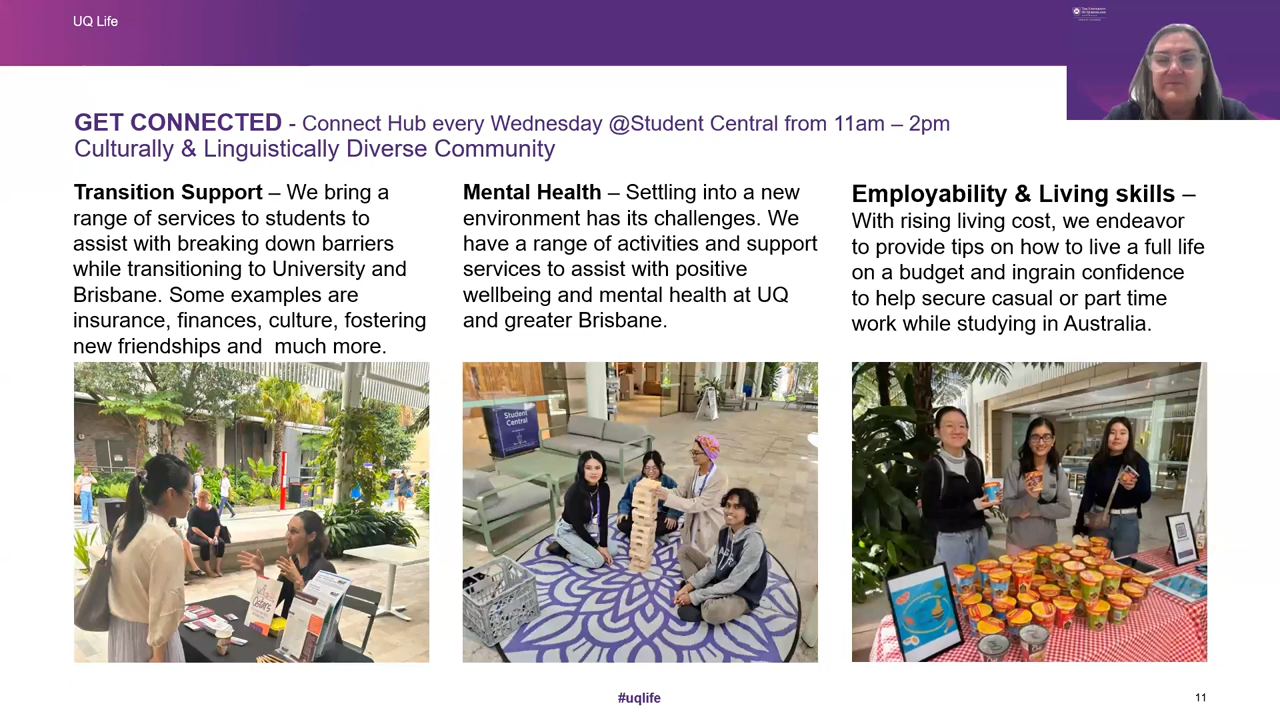 UQ Life
THE UNIVERSITY
OF QUEENSLAND
GET CONNECTED - Connect Hub every Wednesday @Student Central from 11am – 2pm
Culturally & Linguistically Diverse Community
Transition Support – We bring a
range of services to students to
assist with breaking down barriers
while transitioning to University and
Brisbane. Some examples are
insurance, finances, culture, fostering
new friendships and  much more.
Mental Health – Settling into a new
environment has its challenges. We
have a range of activities and support
services to assist with positive
wellbeing and mental health at UQ
and greater Brisbane.
Employability & Living skills –
With rising living cost, we endeavor
to provide tips on how to live a full life
on a budget and ingrain confidence
to help secure casual or part time
work while studying in Australia.
Student
Central
#uqlife
11